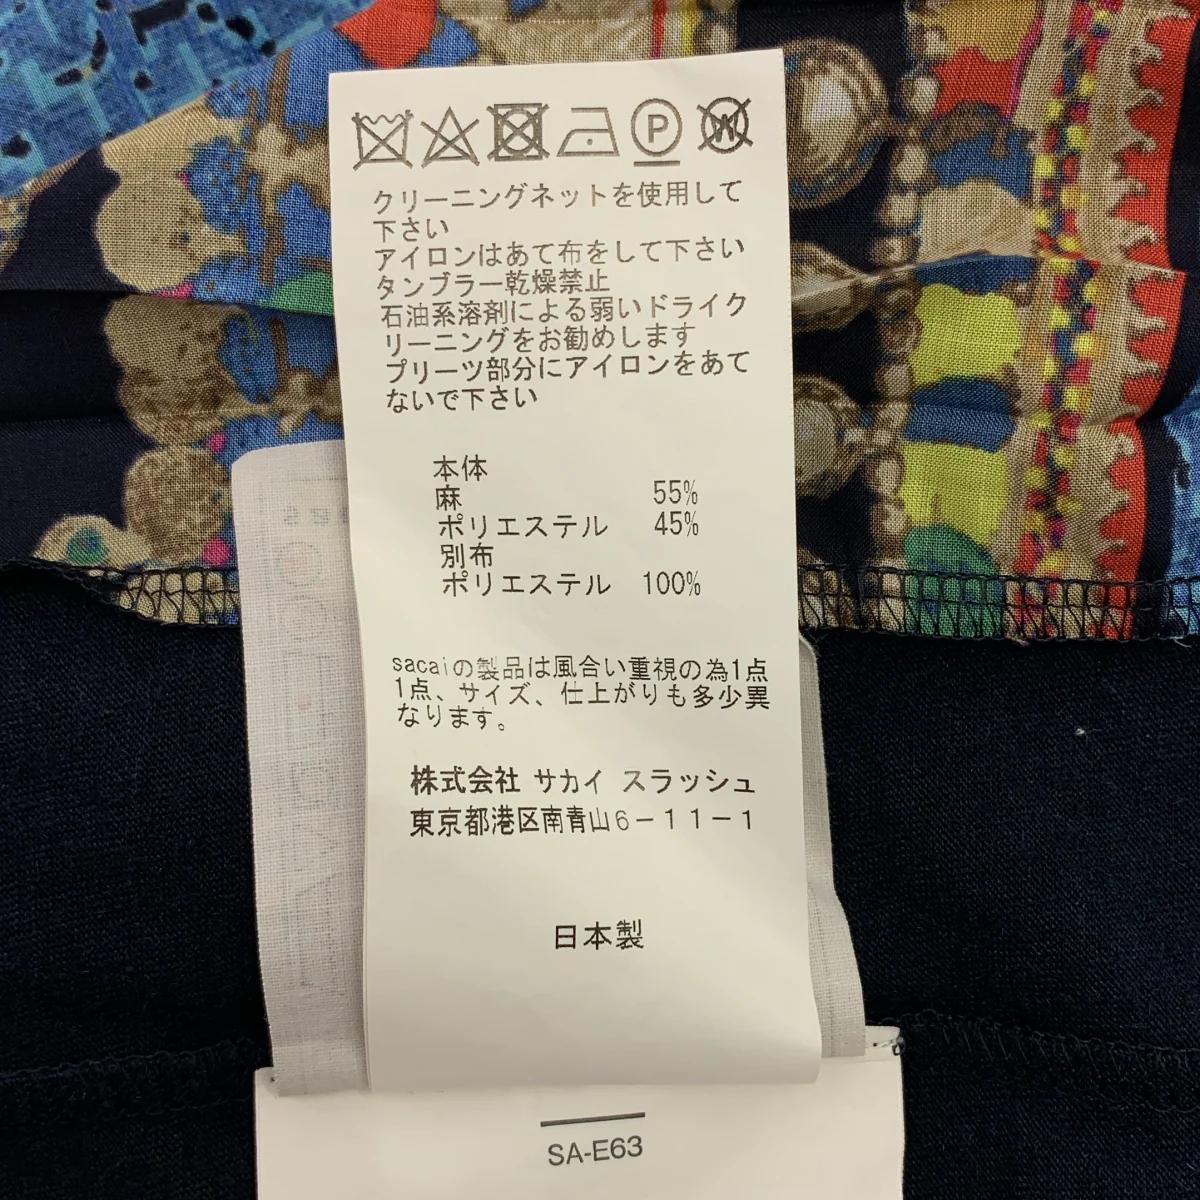 P
W
クリーニングネットを使用して
下さい
アイロンはあて布をして下さい
タンブラー乾燥禁止
石油系溶剤による弱いドライク
リーニングをお勧めします
プリーツ部分にアイロンをあて
ないで下さい
本体
麻 55%
ポリエステル 45%
別布
ポリエステル 100%
sacaiの製品は風合い重視の為1点
1点、サイズ、仕上がりも多少異
なります。
株式会社 サカイ スラッシュ
東京都港区南青山6-11-1
日本製
SA-E63